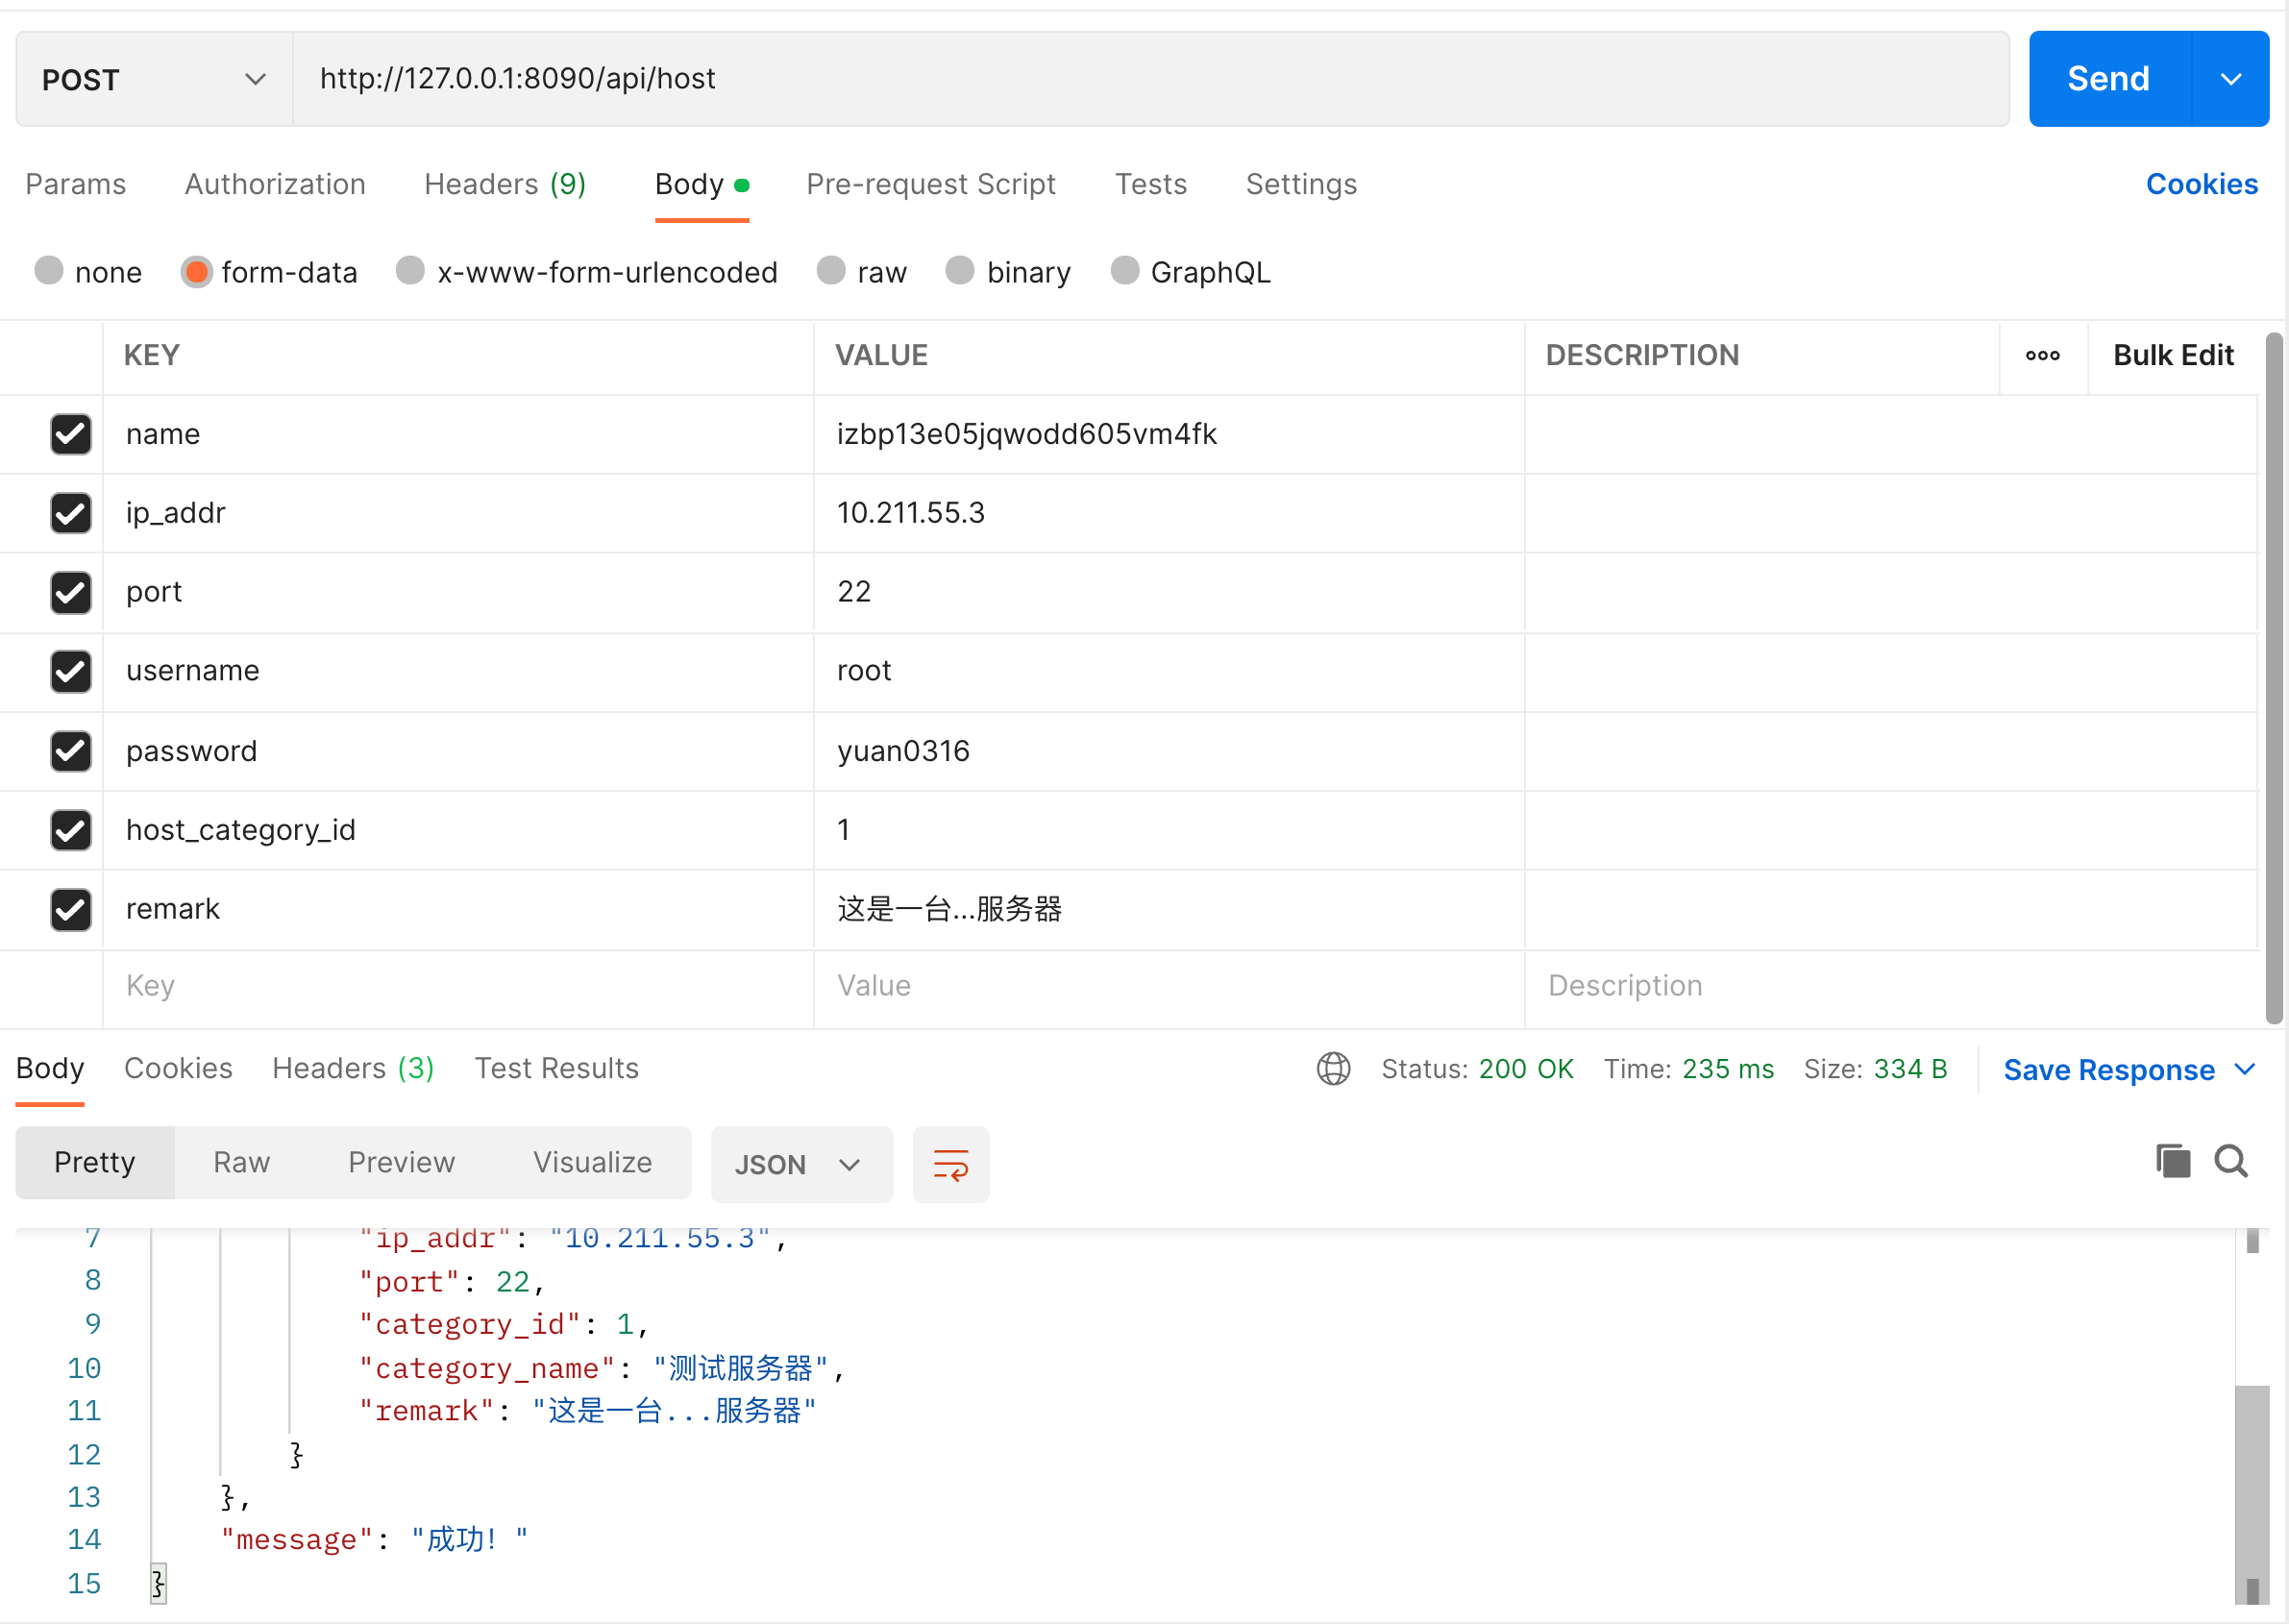 POST http://127.0.0.1:8090/api/host Send
Params Authorization Headers (9) Body Pre-request Script Tests Settings Cookies
none form-data x-www-form-urlencoded raw binary GraphQL
KEY VALUE DESCRIPTION ooo Bulk Edit
name izbp13e05jqwodd605vm4fk
ip_addr 10.211.55.3
port 22
username root
password yuan0316
host_category_id 1
remark 这是一台...服务器
Key Value Description
Body Cookies Headers (3) Test Results Status: 200 OK Time: 235 ms Size: 334 B Save Response
Pretty Raw Preview Visualize JSON
7 "ip_addr": "10.211.55.3",
8 "port": 22,
9 "category_id": 1,
10 "category_name": "测试服务器",
11 "remark": "这是一台...服务器"
12 }
13 },
14 "message": "成功！"
15 }